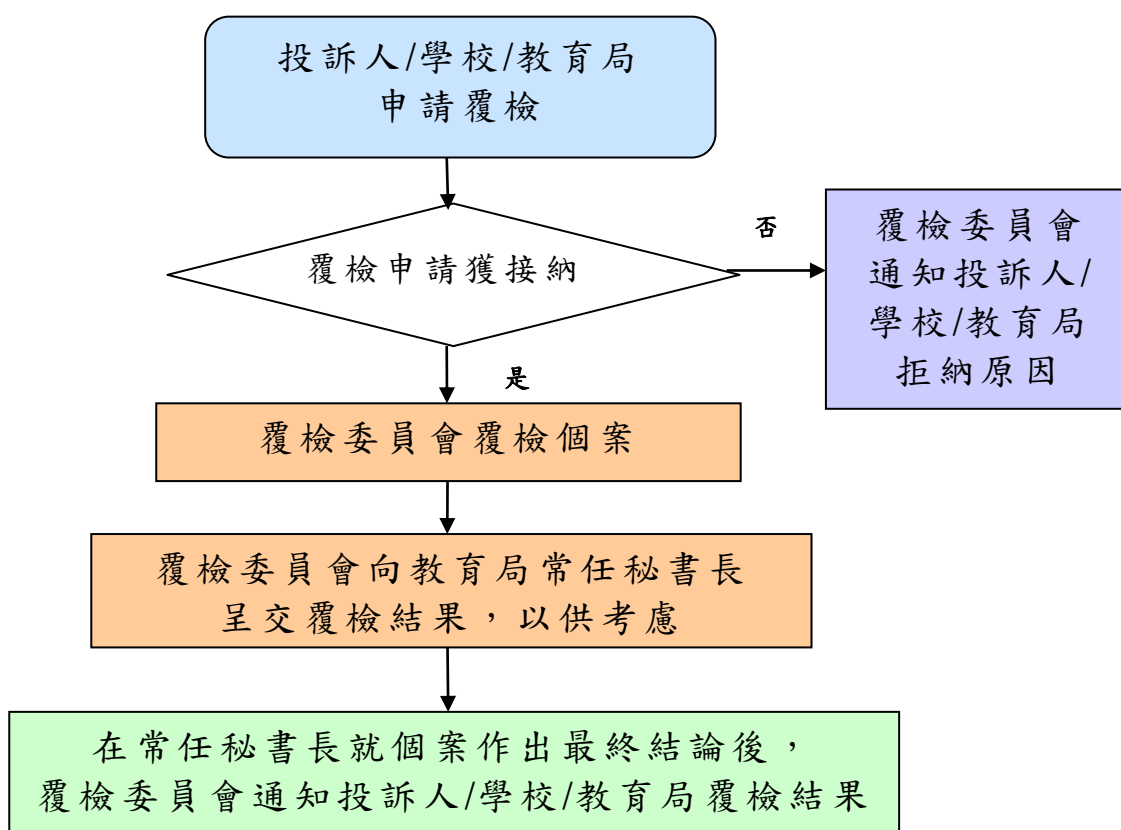 投訴人/學校/教育局
申請覆檢
覆檢申請獲接納
否
覆檢委員會
通知投訴人/
學校/教育局
拒納原因
是
覆檢委員會覆檢個案
覆檢委員會向教育局常任秘書長
呈交覆檢結果，以供考慮
在常任秘書長就個案作出最終結論後，
覆檢委員會通知投訴人/學校/教育局覆檢結果